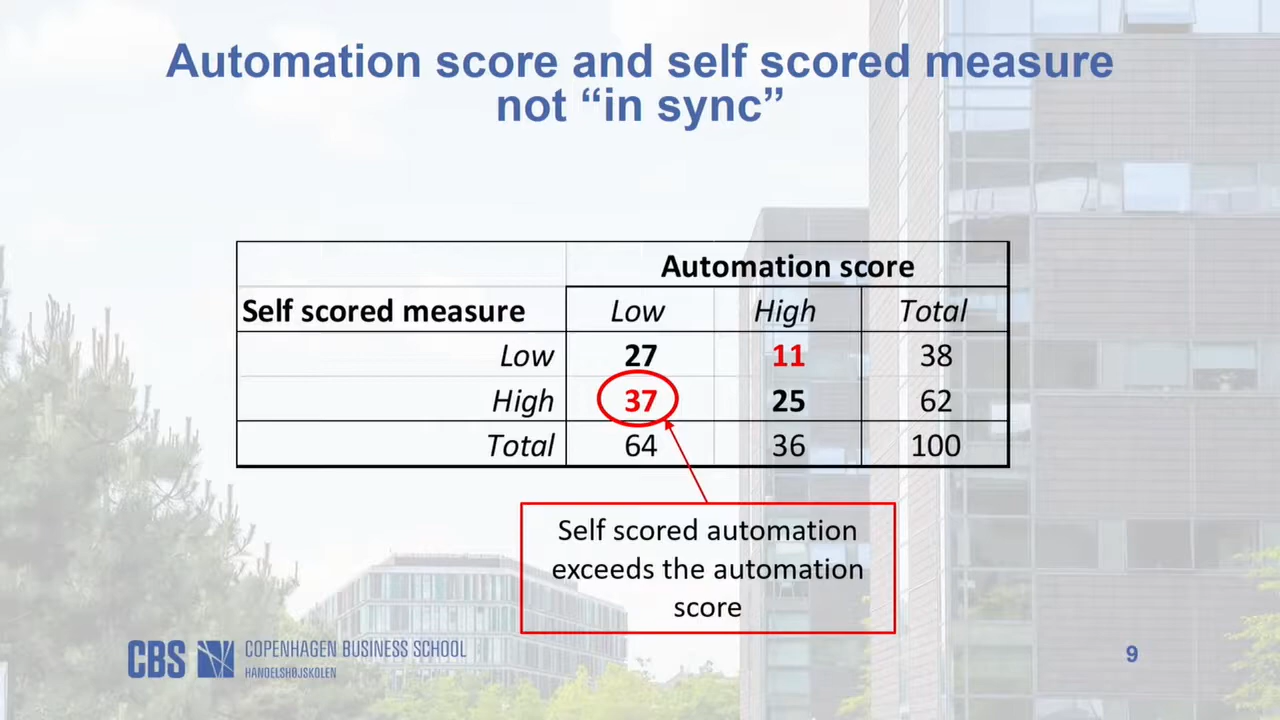 Automation score and self scored measure
not “in sync”
Automation score
Self scored measure Low High Total
Low 27 11 38
High 37 25 62
Total 64 36 100
Self scored automation
exceeds the automation
score
CBS COPENHAGEN BUSINESS SCHOOL
HANDELSHØJSKOLEN
9